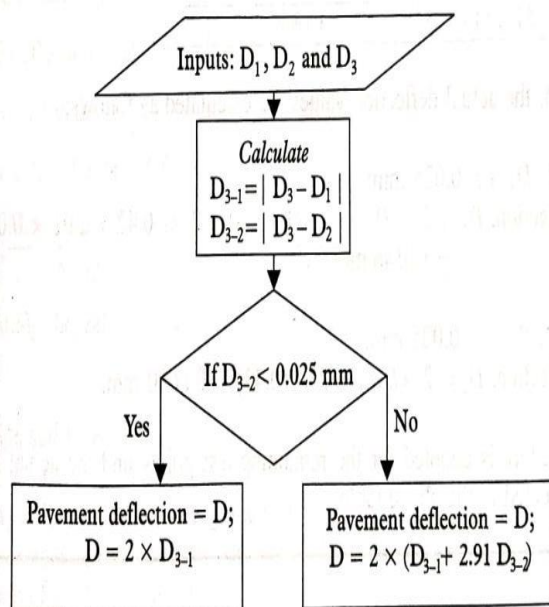 Inputs: D₁, D₂ and D₃
Calculate
D₃₋₁=| D₃ – D₁ |
D₃₋₂=| D₃ – D₂ |
If D₃₋₂< 0.025 mm
Yes
No
Pavement deflection = D;
D = 2 × D₃₋₁
Pavement deflection = D;
D = 2 × (D₃₋₁+ 2.91 D₃₋₂)